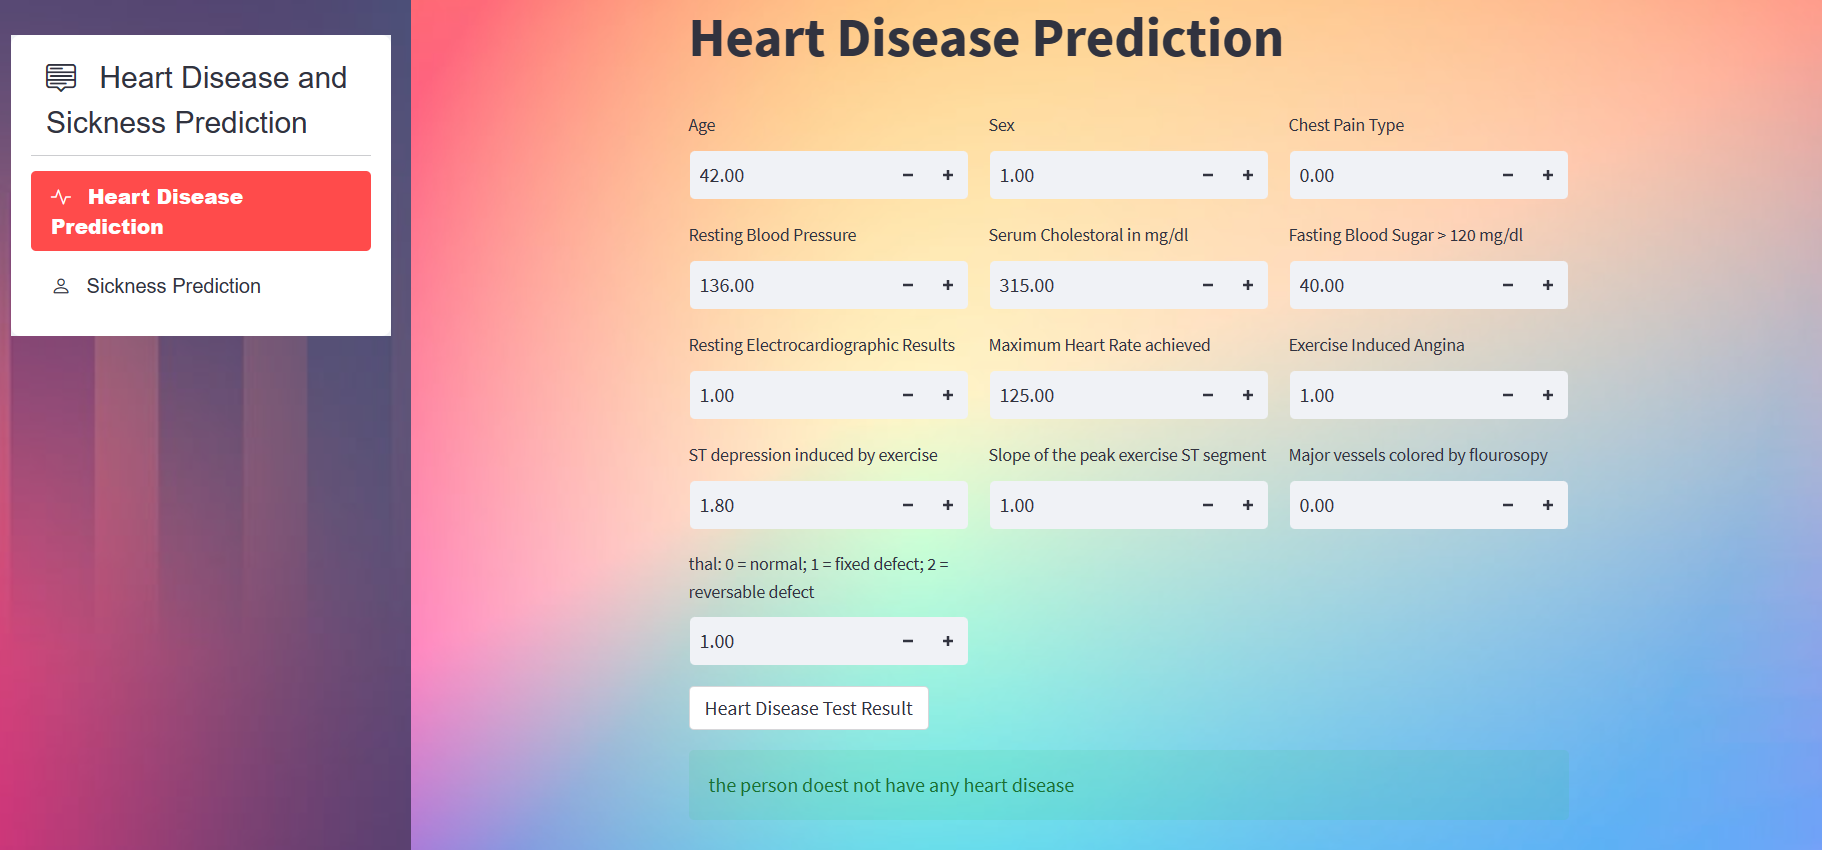 Heart Disease and
Sickness Prediction
Heart Disease
Prediction
Sickness Prediction
Heart Disease Prediction
Age
Sex
Chest Pain Type
42.00
1.00
0.00
Resting Blood Pressure
Serum Cholestoral in mg/dl
Fasting Blood Sugar > 120 mg/dl
136.00
315.00
40.00
Resting Electrocardiographic Results
Maximum Heart Rate achieved
Exercise Induced Angina
1.00
125.00
1.00
ST depression induced by exercise
Slope of the peak exercise ST segment
Major vessels colored by flourosopy
1.80
1.00
0.00
thal: 0 = normal; 1 = fixed defect; 2 =
reversable defect
1.00
Heart Disease Test Result
the person doest not have any heart disease